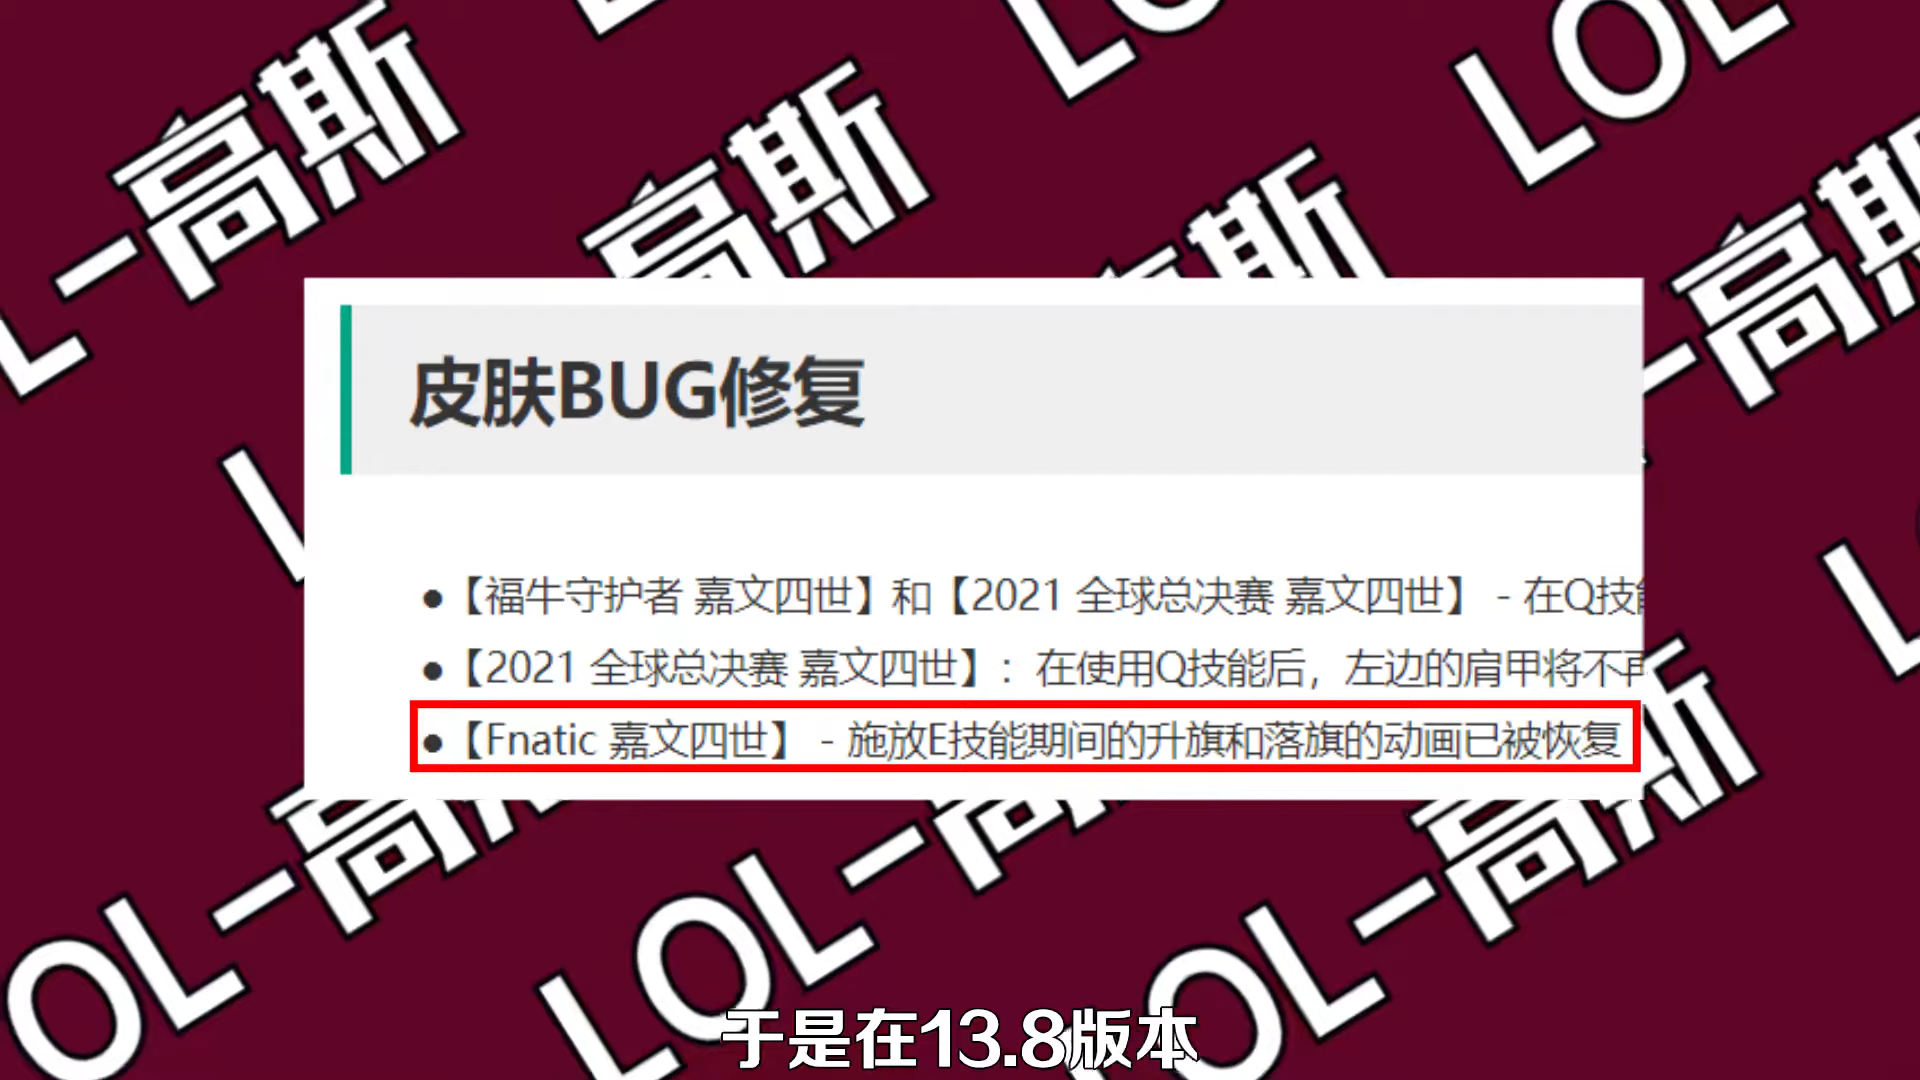 LOL-高斯
皮肤BUG修复
●【福牛守护者 嘉文四世】和【2021 全球总决赛 嘉文四世】 - 在Q技
●【2021 全球总决赛 嘉文四世】：在使用Q技能后，左边的肩甲将不再
●【Fnatic 嘉文四世】 - 施放E技能期间的升旗和落旗的动画已被恢复
于是在13.8版本